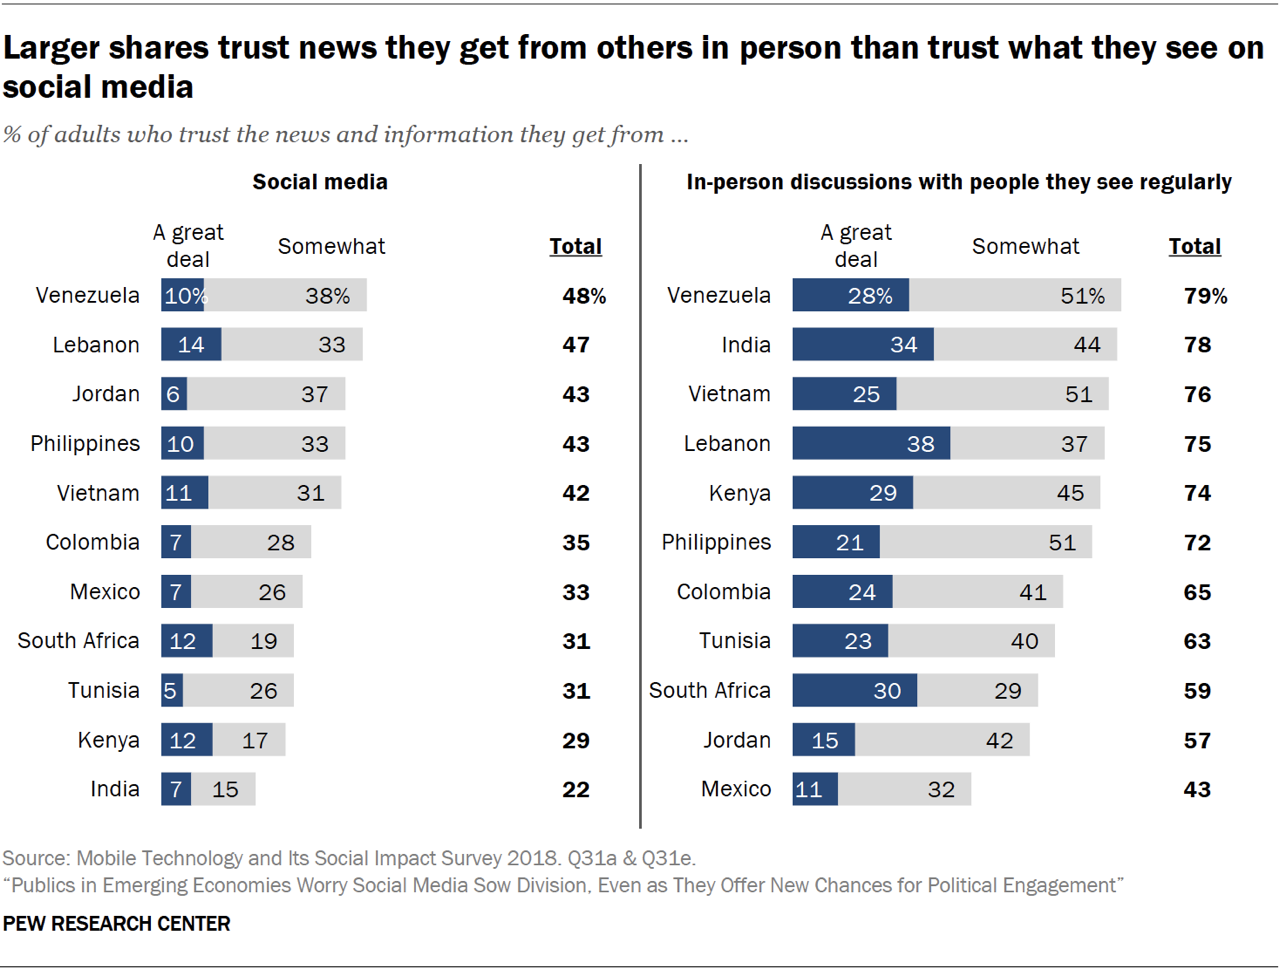 Larger shares trust news they get from others in person than trust what they see on
social media
% of adults who trust the news and information they get from ...
Social media
A great
deal
Somewhat
Total
Venezuela 10% 38% 48%
Lebanon 14 33 47
Jordan 6 37 43
Philippines 10 33 43
Vietnam 11 31 42
Colombia 7 28 35
Mexico 7 26 33
South Africa 12 19 31
Tunisia 5 26 31
Kenya 12 17 29
India 7 15 22
In-person discussions with people they see regularly
A great
deal
Somewhat
Total
Venezuela 28% 51% 79%
India 34 44 78
Vietnam 25 51 76
Lebanon 38 37 75
Kenya 29 45 74
Philippines 21 51 72
Colombia 24 41 65
Tunisia 23 40 63
South Africa 30 29 59
Jordan 15 42 57
Mexico 11 32 43
Source: Mobile Technology and Its Social Impact Survey 2018. Q31a & Q31e.
“Publics in Emerging Economies Worry Social Media Sow Division, Even as They Offer New Chances for Political Engagement”
PEW RESEARCH CENTER